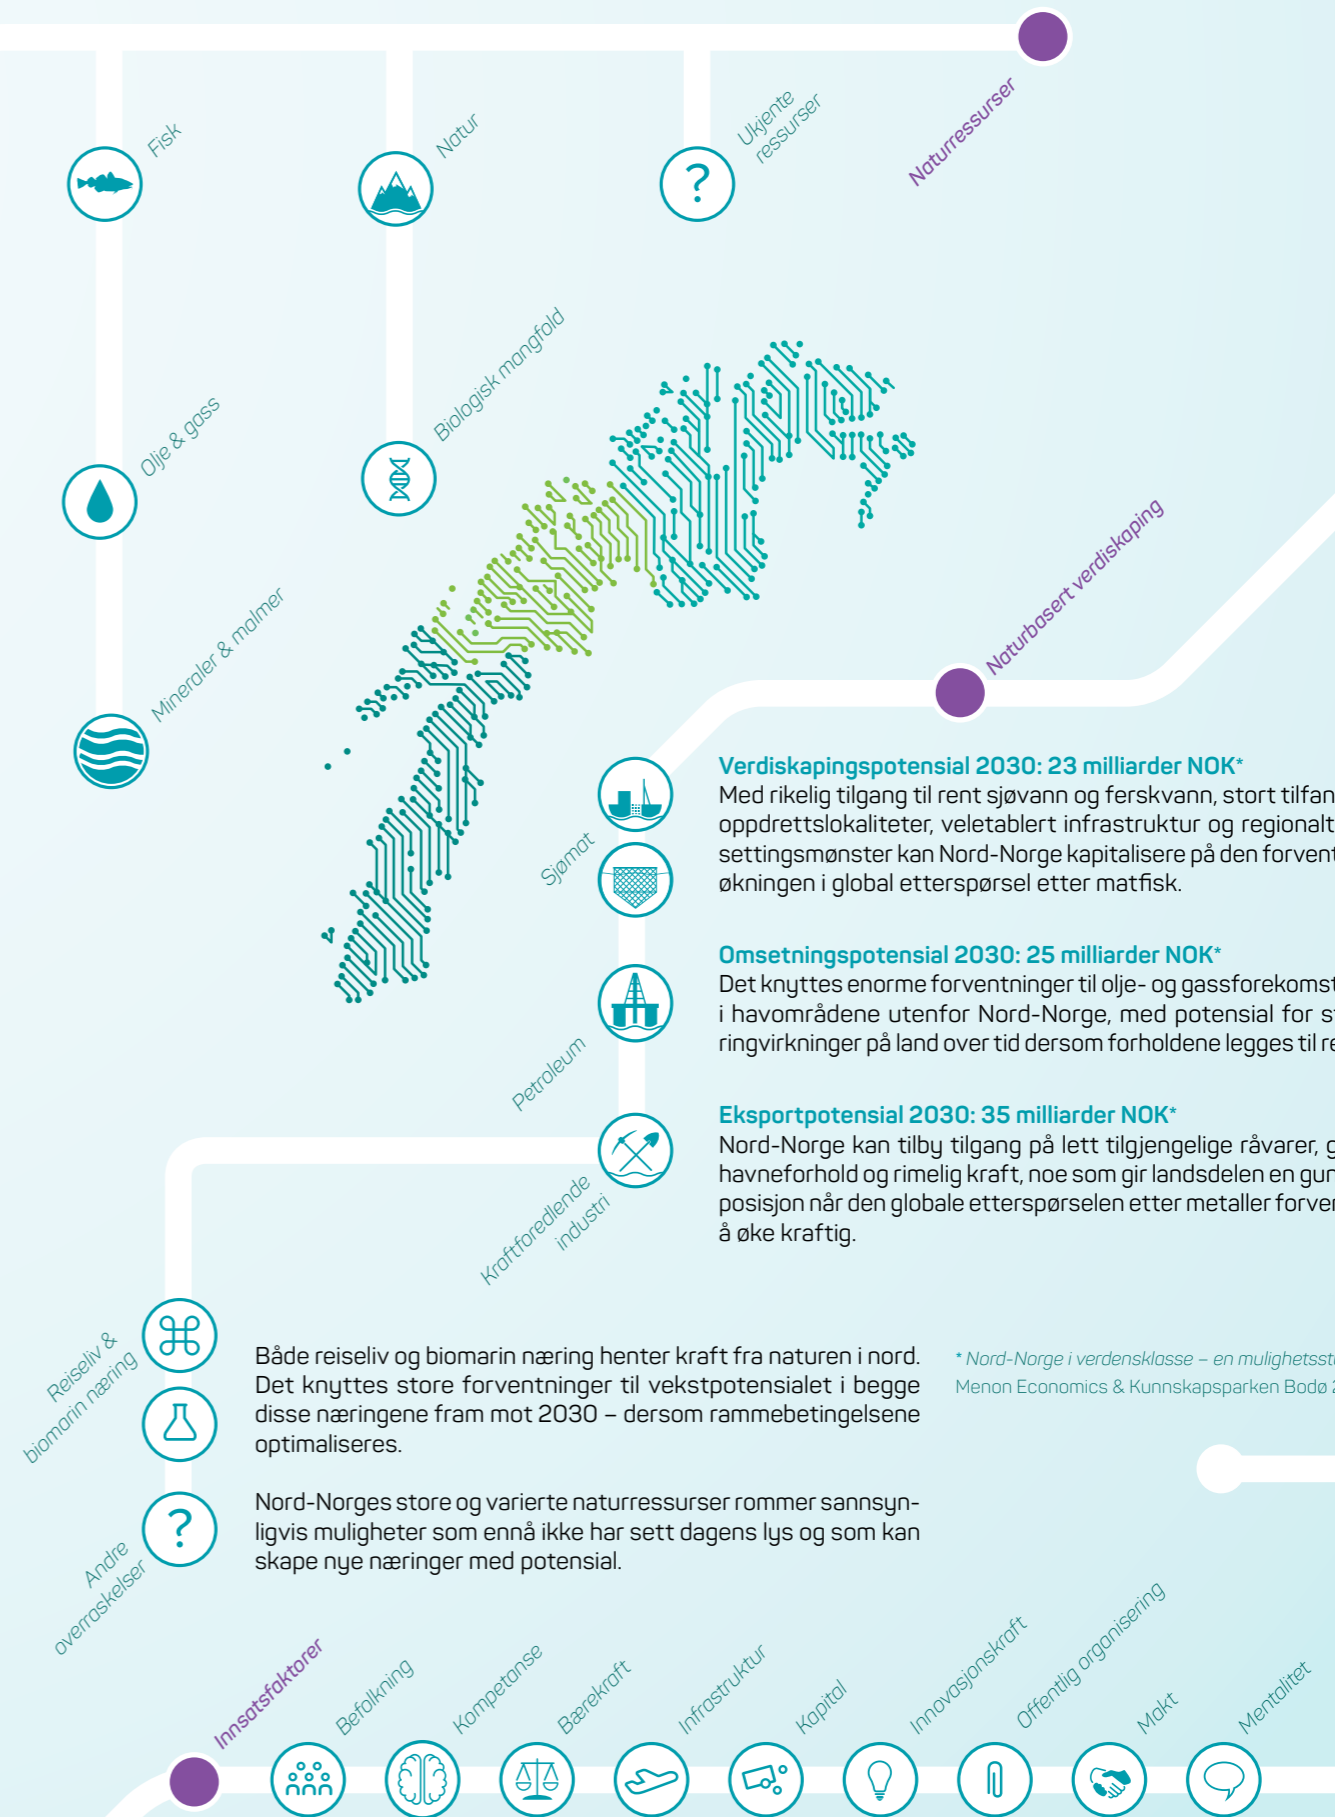 Fisk
Natur
Ukjente
ressurser
?
Naturressurser
Biologisk mangfold
Olje & gass
Mineraler & malmer
Naturbasert verdiskaping
Sjømat
Verdiskapingspotensial 2030: 23 milliarder NOK*
Med rikelig tilgang til rent sjøvann og ferskvann, stort
oppdrettslokaliteter, veletablert infrastruktur og regionalt
settingsmønster kan Nord-Norge kapitalisere på den
økningen i global etterspørsel etter matfisk.
Petroleum
Omsetningspotensial 2030: 25 milliarder NOK*
Det knyttes enorme forventninger til olje- og
i havområdene utenfor Nord-Norge, med potensial for
ringvirkninger på land over tid dersom forholdene legges til
Kraftforedlende
industri
Eksportpotensial 2030: 35 milliarder NOK*
Nord-Norge kan tilby tilgang på lett tilgjengelige råvarer,
havneforhold og rimelig kraft, noe som gir landsdelen en
posisjon når den globale etterspørselen etter metaller
å øke kraftig.
Reiseliv &
biomarin næring
Både reiseliv og biomarin næring henter kraft fra naturen i nord.
Det knyttes store forventninger til vekstpotensialet i begge
disse næringene fram mot 2030 – dersom rammebetingelsene
optimaliseres.
* Nord-Norge i verdensklasse – en
Menon Economics & Kunnskapsparken Bodø
Andre
overraskelser
?
Nord-Norges store og varierte naturressurser rommer sannsyn-
ligvis muligheter som ennå ikke har sett dagens lys og som kan
skape nye næringer med potensial.
Innsatsfaktorer
Befolkning
Kompetanse
Bærekraft
Infrastruktur
Kapital
Innovasjonskraft
Offentlig organisering
Makt
Mentalitet